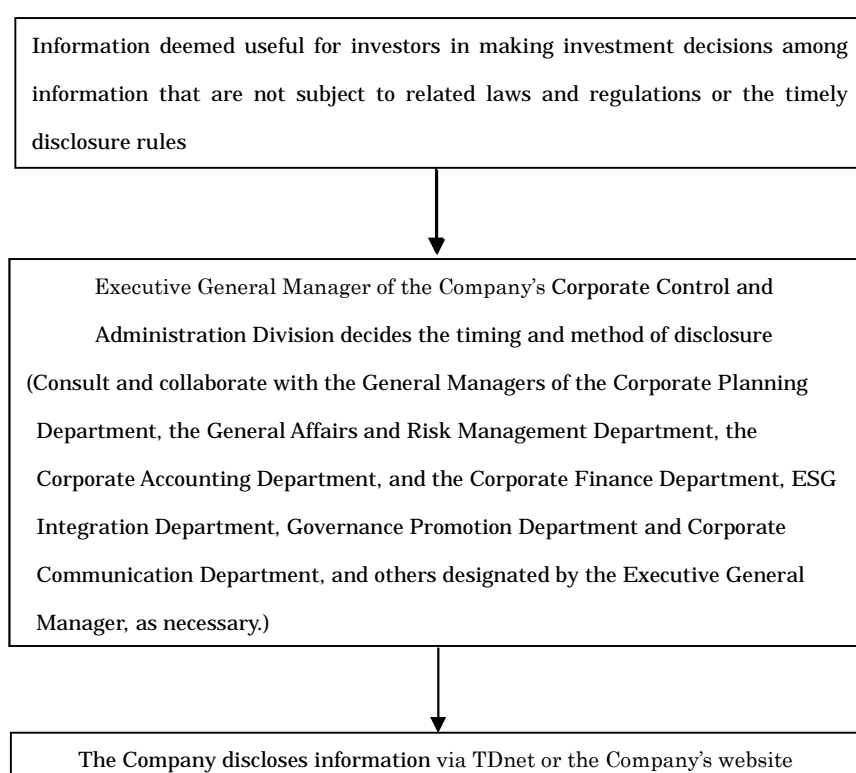 Information deemed useful for investors in making investment decisions among
information that are not subject to related laws and regulations or the timely
disclosure rules
Executive General Manager of the Company's Corporate Control and
Administration Division decides the timing and method of disclosure
(Consult and collaborate with the General Managers of the Corporate Planning
Department, the General Affairs and Risk Management Department, the
Corporate Accounting Department, and the Corporate Finance Department, ESG
Integration Department, Governance Promotion Department and Corporate
Communication Department, and others designated by the Executive General
Manager, as necessary.)
The Company discloses information via TDnet or the Company's website